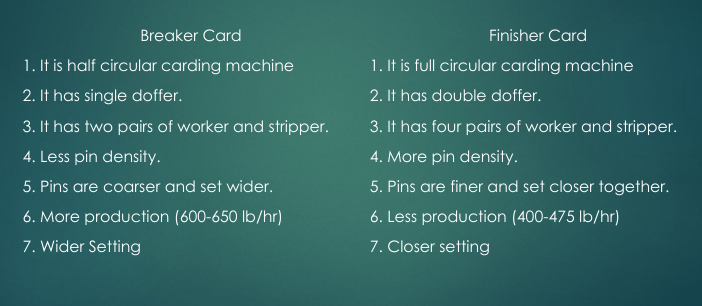 Breaker Card
1. It is half circular carding machine
2. It has single doffer.
3. It has two pairs of worker and stripper.
4. Less pin density.
5. Pins are coarser and set wider.
6. More production (600-650 lb/hr)
7. Wider Setting
Finisher Card
1. It is full circular carding machine
2. It has double doffer.
3. It has four pairs of worker and stripper.
4. More pin density.
5. Pins are finer and set closer together.
6. Less production (400-475 lb/hr)
7. Closer setting